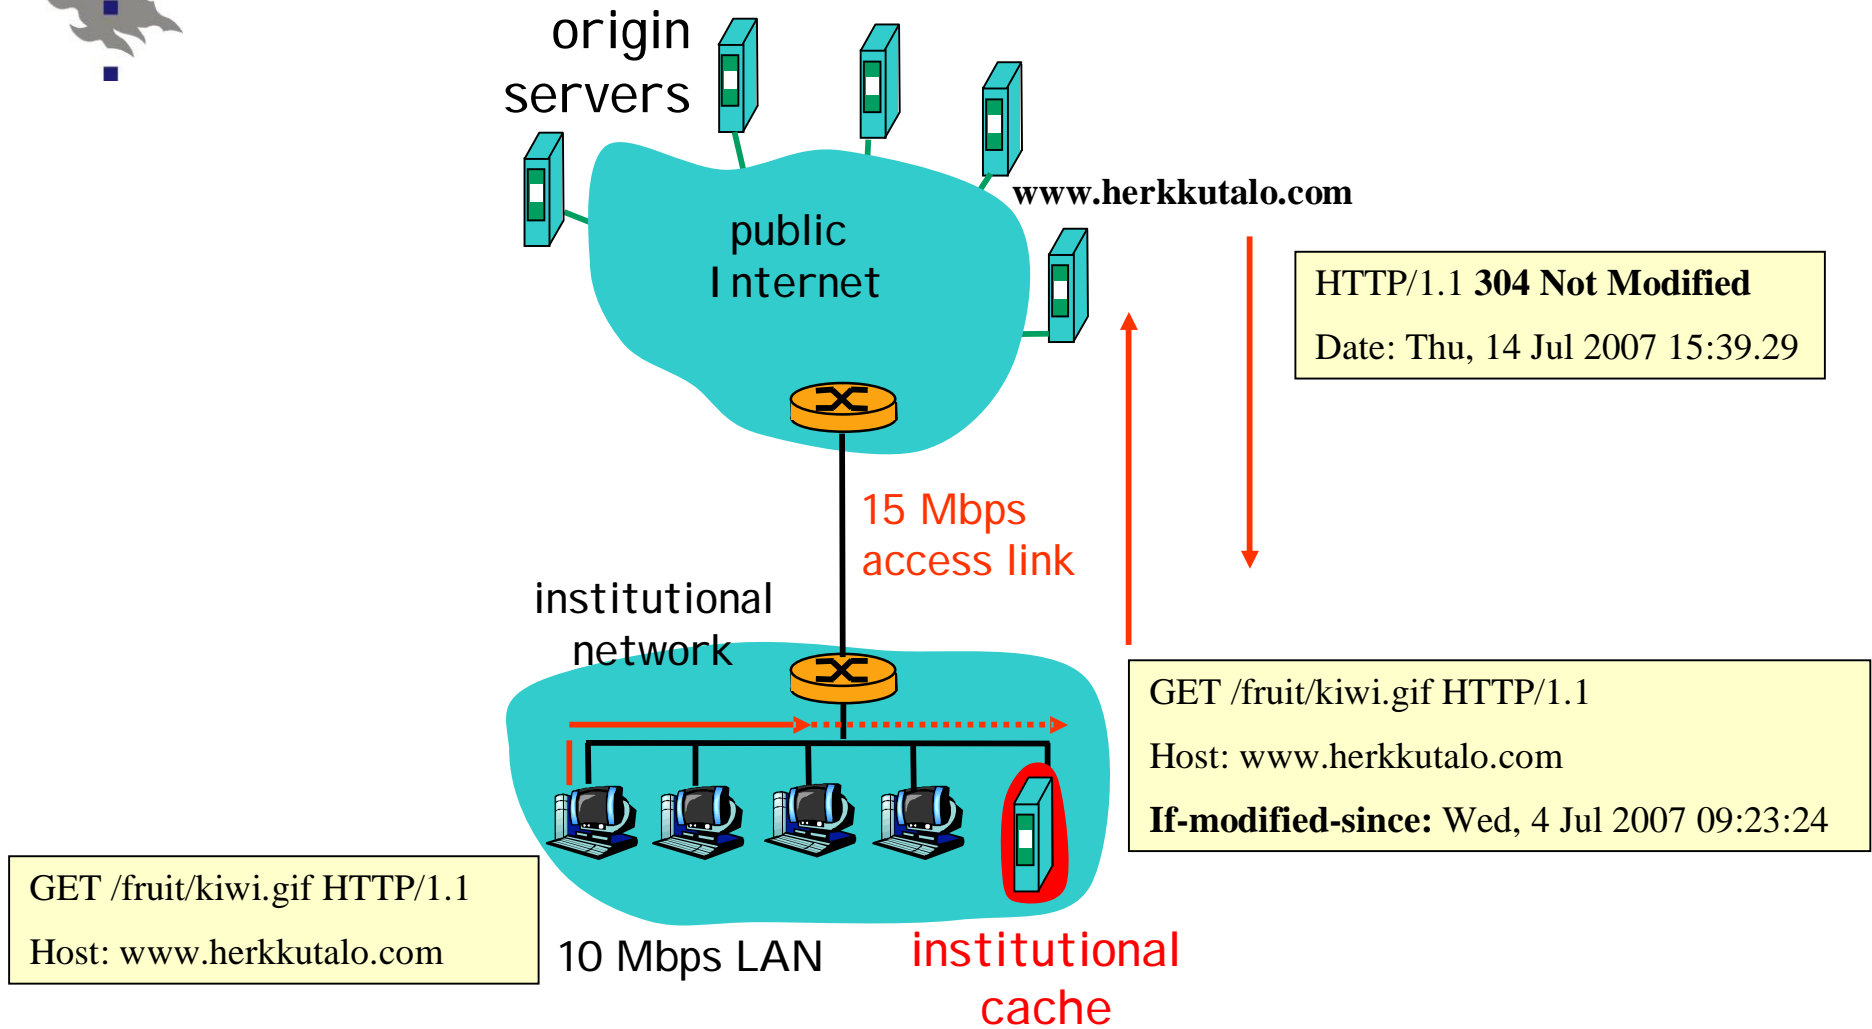 origin
servers
www.herkkutalo.com
public
Internet
HTTP/1.1 304 Not Modified
Date: Thu, 14 Jul 2007 15:39.29
15 Mbps
access link
institutional
network
GET /fruit/kiwi.gif HTTP/1.1
Host: www.herkkutalo.com
If-modified-since: Wed, 4 Jul 2007 09:23:24
GET /fruit/kiwi.gif HTTP/1.1
Host: www.herkkutalo.com
10 Mbps LAN
institutional
cache